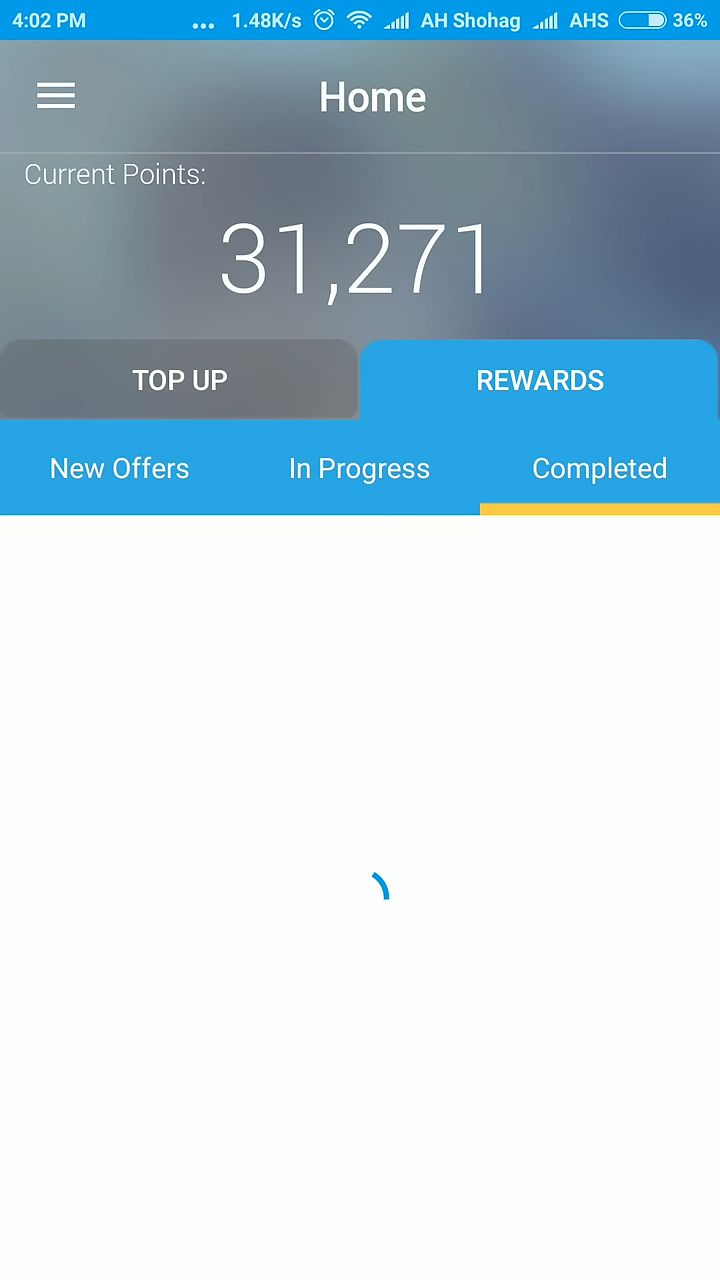 4:02 PM ... 1.48K/s AH Shohag AHS 36%
Home
Current Points:
31,271
TOP UP REWARDS
New Offers In Progress Completed